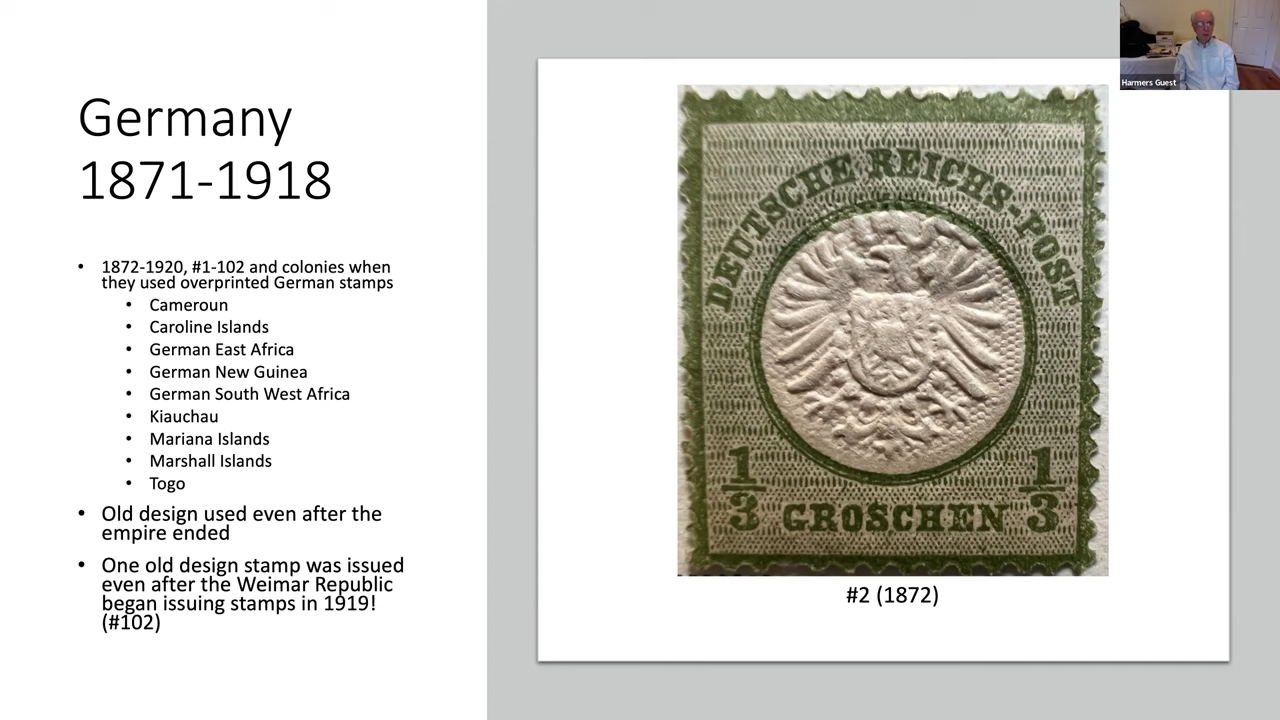 Germany
1871-1918
• 1872-1920, #1-102 and colonies when
they used overprinted German stamps
• Cameroun
• Caroline Islands
• German East Africa
• German New Guinea
• German South West Africa
• Kiauchau
• Mariana Islands
• Marshall Islands
• Togo
• Old design used even after the
empire ended
• One old design stamp was issued
even after the Weimar Republic
began issuing stamps in 1919!
(#102)
DEUTSCHE REICHS-POST
1/3 GROSCHEN 1/3
#2 (1872)
Harmers Guest